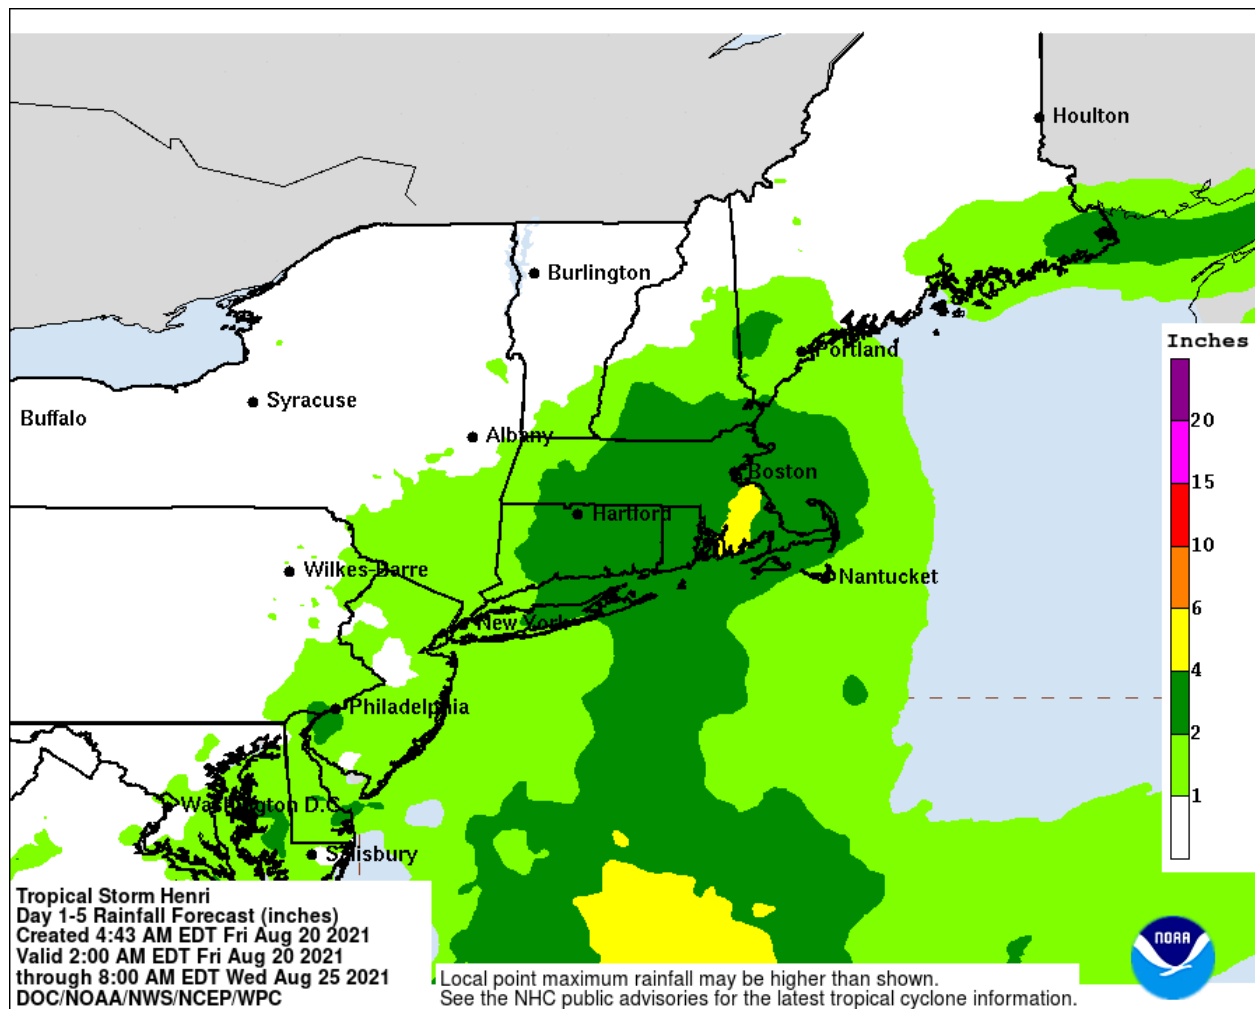 Houlton
Burlington
Portland
Inches
Syracuse
Buffalo
20
Albany
Boston
15
Hartford
10
Wilkes-Barre
Nantucket
6
New York
4
Philadelphia
2
Washington D.C.
1
Salisbury
Tropical Storm Henri
Day 1-5 Rainfall Forecast (inches)
Created 4:43 AM EDT Fri Aug 20 2021
Valid 2:00 AM EDT Fri Aug 20 2021
through 8:00 AM EDT Wed Aug 25 2021
DOC/NOAA/NWS/NCEP/WPC
Local point maximum rainfall may be higher than shown.
See the NHC public advisories for the latest tropical cyclone information.
NOAA